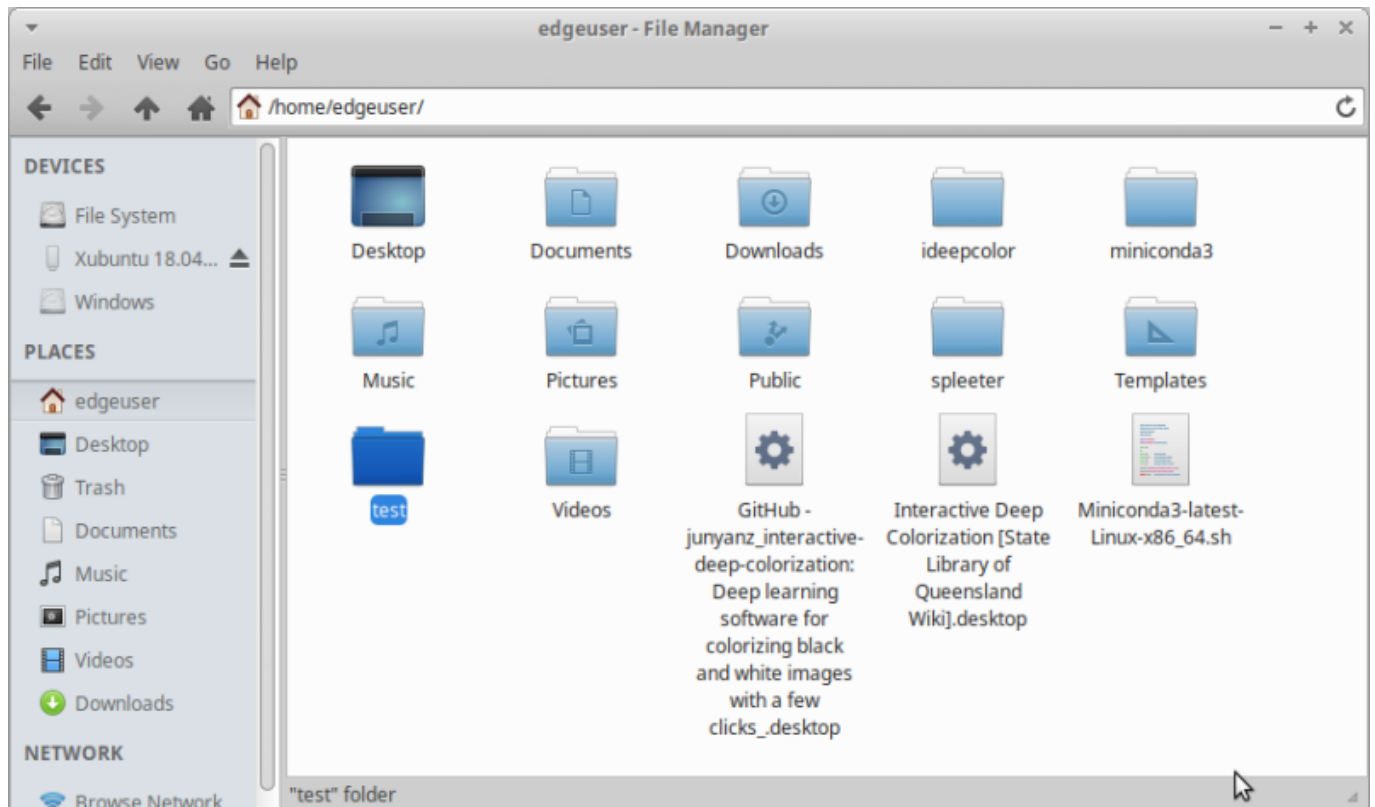 edgeuser - File Manager
File Edit View Go Help
/home/edgeuser/
DEVICES
File System
Xubuntu 18.04...
Windows
PLACES
edgeuser
Desktop
Trash
Documents
Music
Pictures
Videos
Downloads
NETWORK
Browse Network
Desktop
Documents
Downloads
ideepcolor
miniconda3
Music
Pictures
Public
spleeter
Templates
test
Videos
GitHub -
junyanz_interactive-
deep-colorization:
Deep learning
software for
colorizing black
and white images
with a few
clicks_.desktop
Interactive Deep
Colorization [State
Library of
Queensland
Wiki].desktop
Miniconda3-latest-
Linux-x86_64.sh
"test" folder